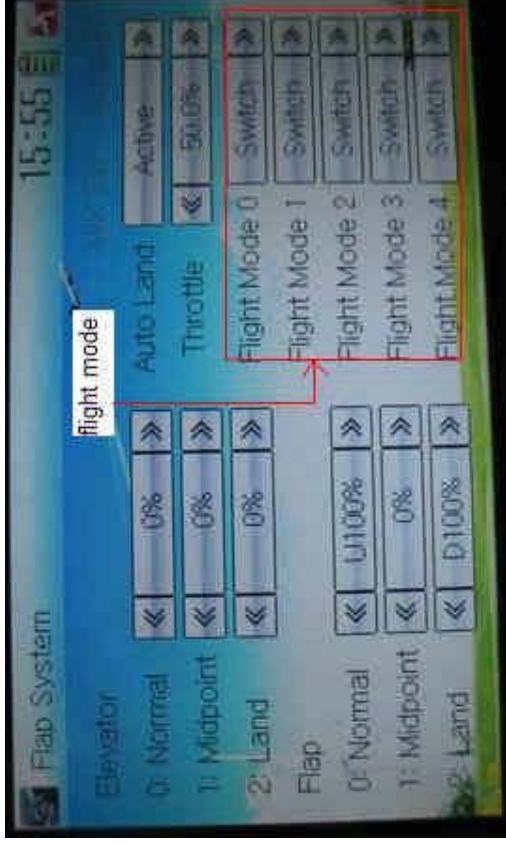 Flap System
15:55
flight mode
Elevator
0: Normal
0%
1: Midpoint
0%
2: Land
0%
Flap
0: Normal
U100%
1: Midpoint
0%
2: Land
D100%
Auto Land
Active
Throttle
50.0%
Flight Mode 0
Switch
Flight Mode 1
Switch
Flight Mode 2
Switch
Flight Mode 3
Switch
Flight Mode 4
Switch